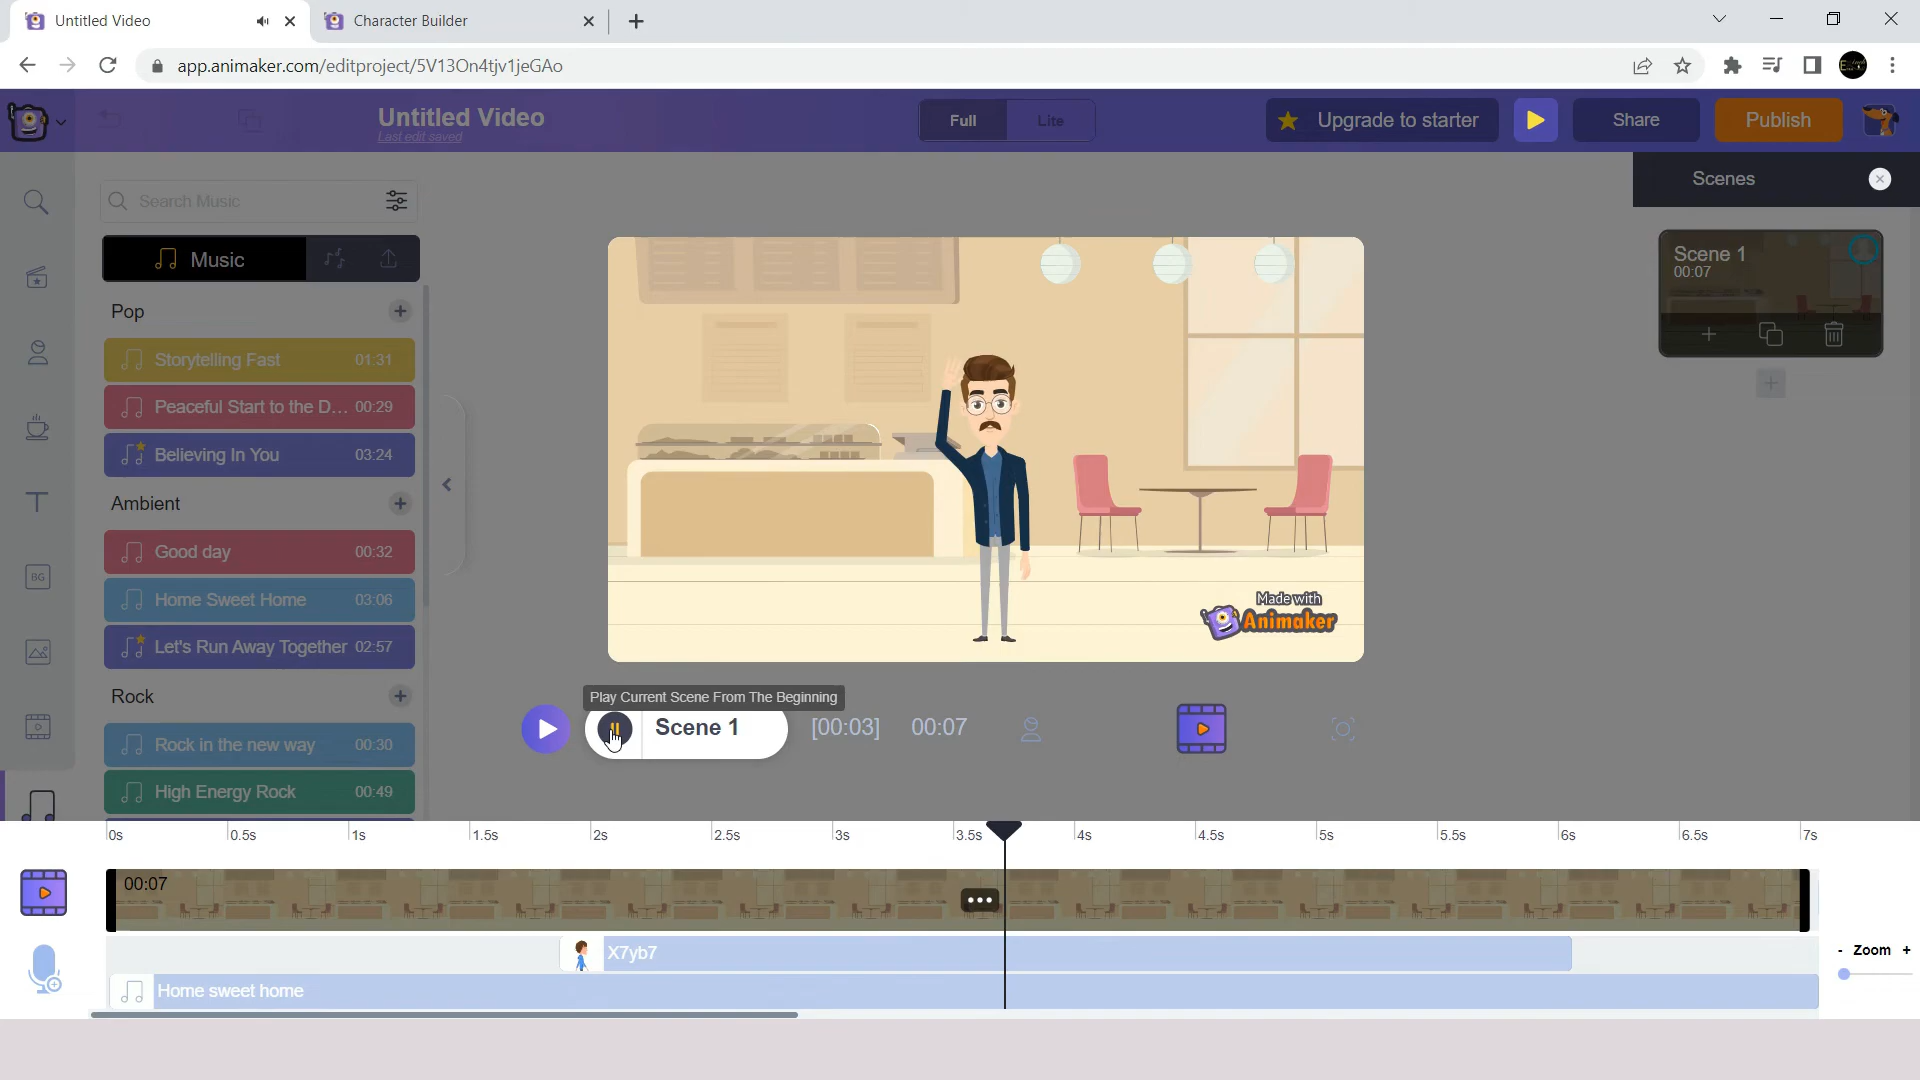 Untitled Video
Character Builder
app.animaker.com/editproject/5V13On4tjv1jeGAo
Untitled Video
Last edit saved
Full
Lite
Upgrade to starter
Share
Publish
Scenes
Search Music
Music
Pop
Storytelling Fast 01:31
Peaceful Start to the D... 00:29
Believing In You 03:24
Ambient
Good day 00:32
Home Sweet Home 03:06
Let's Run Away Together 02:57
Rock
Rock in the new way 00:30
High Energy Rock 00:49
BG
Scene 1
00:07
Made with
Animaker
Play Current Scene From The Beginning
Scene 1
[00:03]
00:07
0s 0.5s 1s 1.5s 2s 2.5s 3s 3.5s 4s 4.5s 5s 5.5s 6s 6.5s 7s
00:07
X7yb7
- Zoom +
Home sweet home